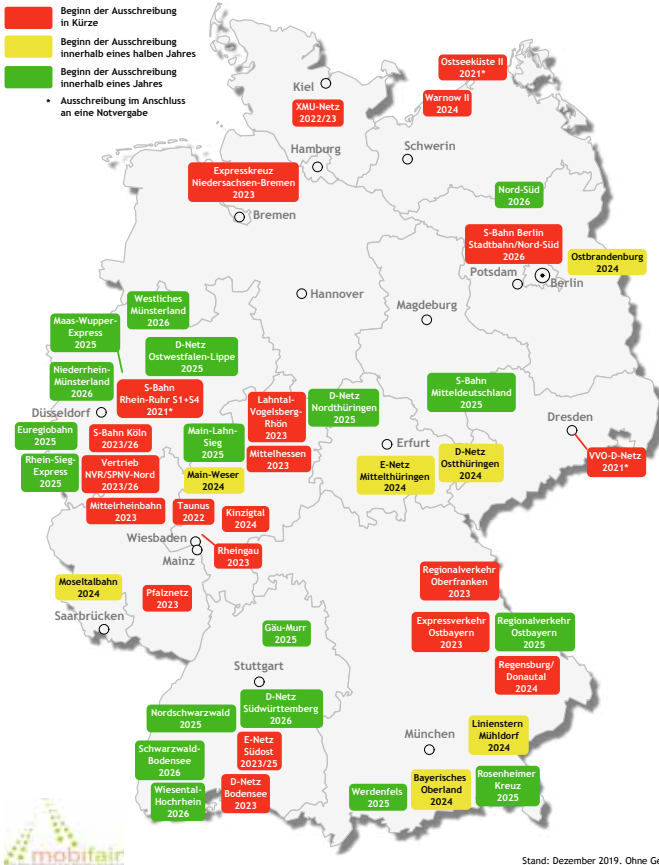 Beginn der Ausschreibung
in Kürze
Beginn der Ausschreibung
innerhalb eines halben Jahres
Beginn der Ausschreibung
innerhalb eines Jahres
* Ausschreibung im Anschluss
an eine Notvergabe
Kiel
XMU-Netz
2022/23
Ostseeküste II
2021*
Warnow II
2024
Hamburg
Schwerin
Expresskreuz
Niedersachsen-Bremen
2023
Bremen
Nord-Süd
2026
S-Bahn Berlin
Stadtbahn/Nord-Süd
2026
Ostbrandenburg
2024
Potsdam
Berlin
Hannover
Magdeburg
Westliches
Münsterland
2026
Maas-Wupper-
Express
2025
D-Netz
Ostwestfalen-Lippe
2025
Niederrhein-
Münsterland
2026
S-Bahn
Rhein-Ruhr S1+S4
2021*
Düsseldorf
Lahntal-
Vogelsberg-
Rhön
2023
D-Netz
Nordthüringen
2025
S-Bahn
Mitteldeutschland
2025
Dresden
VVO-D-Netz
2021*
Euregiobahn
2025
S-Bahn Köln
2023/26
Main-Lahn-
Sieg
2025
Mittelhessen
2023
Erfurt
Rhein-Sieg-
Express
2025
Vertrieb
NVR/SPNV-Nord
2023/26
Main-Weser
2024
E-Netz
Mittelthüringen
2024
D-Netz
Ostthüringen
2024
Mittelrheinbahn
2023
Taunus
2022
Kinzigtal
2024
Wiesbaden
Mainz
Rheingau
2023
Moseltalbahn
2024
Pfalznetz
2023
Saarbrücken
Regionalverkehr
Oberfranken
2023
Expressverkehr
Ostbayern
2023
Regionalverkehr
Ostbayern
2025
Regensburg/
Donautal
2024
Gäu-Murr
2025
Stuttgart
Nordschwarzwald
2025
D-Netz
Südwürttemberg
2026
Schwarzwald-
Bodensee
2026
E-Netz
Südost
2023/25
Wiesental-
Hochrhein
2026
D-Netz
Bodensee
2023
München
Linienstern
Mühldorf
2024
Werdenfels
2025
Bayerisches
Oberland
2024
Rosenheimer
Kreuz
2025
mobifair
Stand: Dezember 2019. Ohne Ge